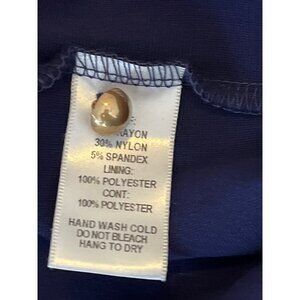 RAYON
30% NYLON
5% SPANDEX
LINING:
100% POLYESTER
CONT:
100% POLYESTER
HAND WASH COLD
DO NOT BLEACH
HANG TO DRY